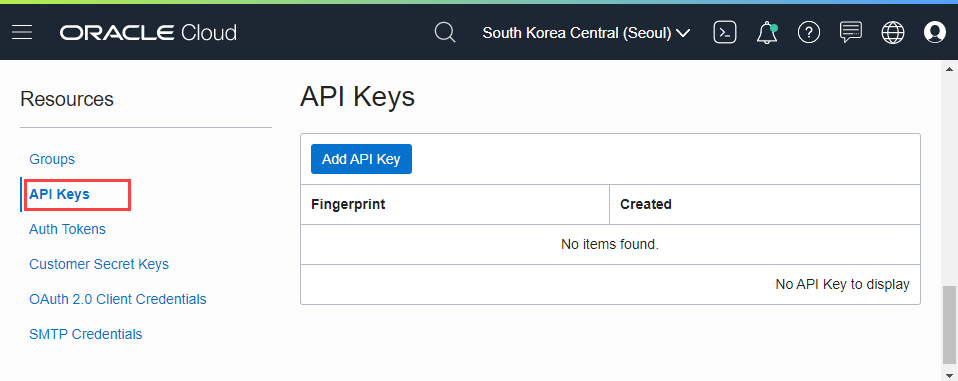 ORACLE Cloud
South Korea Central (Seoul)
Resources
Groups
API Keys
Auth Tokens
Customer Secret Keys
OAuth 2.0 Client Credentials
SMTP Credentials
API Keys
Add API Key
Fingerprint Created
No items found.
No API Key to display